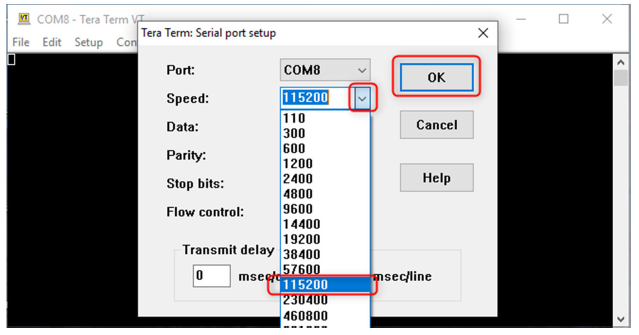 COM8 - Tera Term VT
File Edit Setup Con
Tera Term: Serial port setup
Port: COM8
OK
Speed: 115200
110
Data:
300
Cancel
600
Parity:
1200
2400
Stop bits:
Help
4800
9600
Flow control:
14400
19200
Transmit delay
38400
57600
0 msec/ msec/line
115200
230400
460800